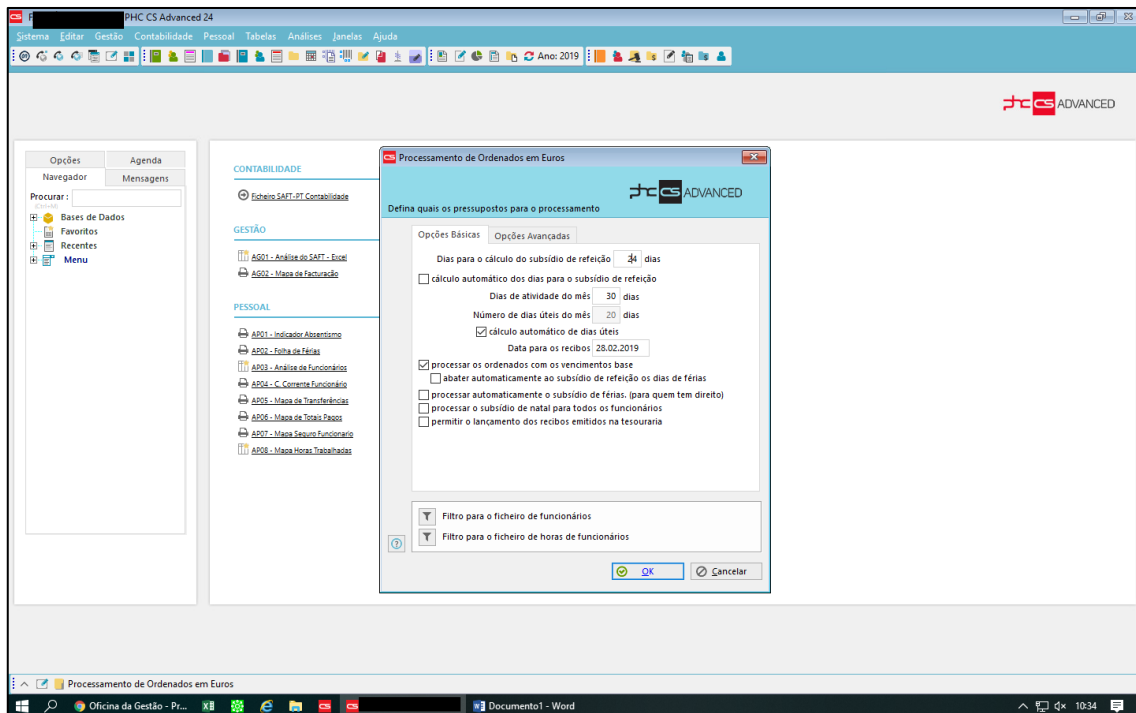 CS P PHC CS Advanced 24
Sistema Editar Gestão Contabilidade Pessoal Tabelas Análises Janelas Ajuda
Ano: 2019
phc CS ADVANCED
Opções Agenda
Navegador Mensagens
Procurar :
(Ctrl+M)
Bases de Dados
Favoritos
Recentes
Menu
CONTABILIDADE
Ficheiro SAFT-PT Contabilidade
GESTÃO
AG01 - Análise do SAFT - Excel
AG02 - Mapa de Facturação
PESSOAL
AP01 - Indicador Absentismo
AP02 - Folha de Férias
AP03 - Análise de Funcionários
AP04 - C. Corrente Funcionário
AP05 - Mapa de Transferências
AP06 - Mapa de Totais Pagos
AP07 - Mapa Seguro Funcionario
AP08 - Mapa Horas Trabalhadas
CS Processamento de Ordenados em Euros
phc CS ADVANCED
Defina quais os pressupostos para o processamento
Opções Básicas Opções Avançadas
Dias para o cálculo do subsídio de refeição 24 dias
cálculo automático dos dias para o subsídio de refeição
Dias de atividade do mês 30 dias
Número de dias úteis do mês 20 dias
cálculo automático de dias úteis
Data para os recibos 28.02.2019
processar os ordenados com os vencimentos base
abater automaticamente ao subsídio de refeição os dias de férias
processar automaticamente o subsídio de férias. (para quem tem direito)
processar o subsídio de natal para todos os funcionários
permitir o lançamento dos recibos emitidos na tesouraria
Filtro para o ficheiro de funcionários
Filtro para o ficheiro de horas de funcionários
OK Cancelar
Processamento de Ordenados em Euros
Oficina da Gestão - Pr... CS CS Documento1 - Word 10:34